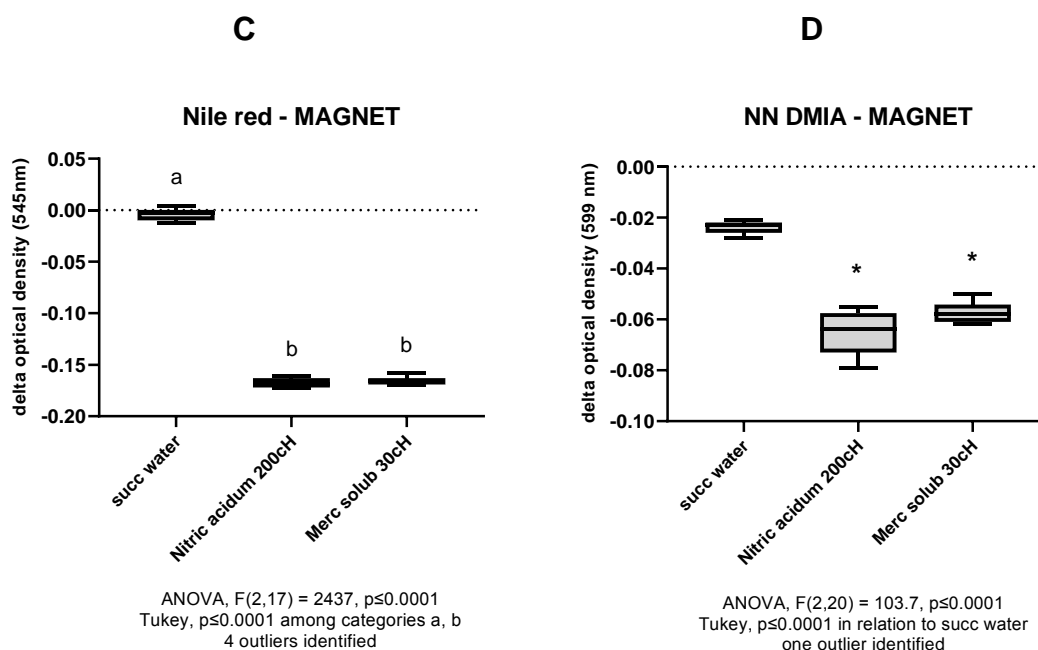 C
Nile red - MAGNET
delta optical density (545nm)
0.05
0.00
-0.05
-0.10
-0.15
-0.20
a
b
b
succ water
Nitric acidum 200cH
Merc solub 30cH
ANOVA, F(2,17) = 2437, p≤0.0001
Tukey, p≤0.0001 among categories a, b
4 outliers identified
D
NN DMIA - MAGNET
delta optical density (599 nm)
0.00
-0.02
-0.04
-0.06
-0.08
-0.10
*
*
succ water
Nitric acidum 200cH
Merc solub 30cH
ANOVA, F(2,20) = 103.7, p≤0.0001
Tukey, p≤0.0001 in relation to succ water
one outlier identified